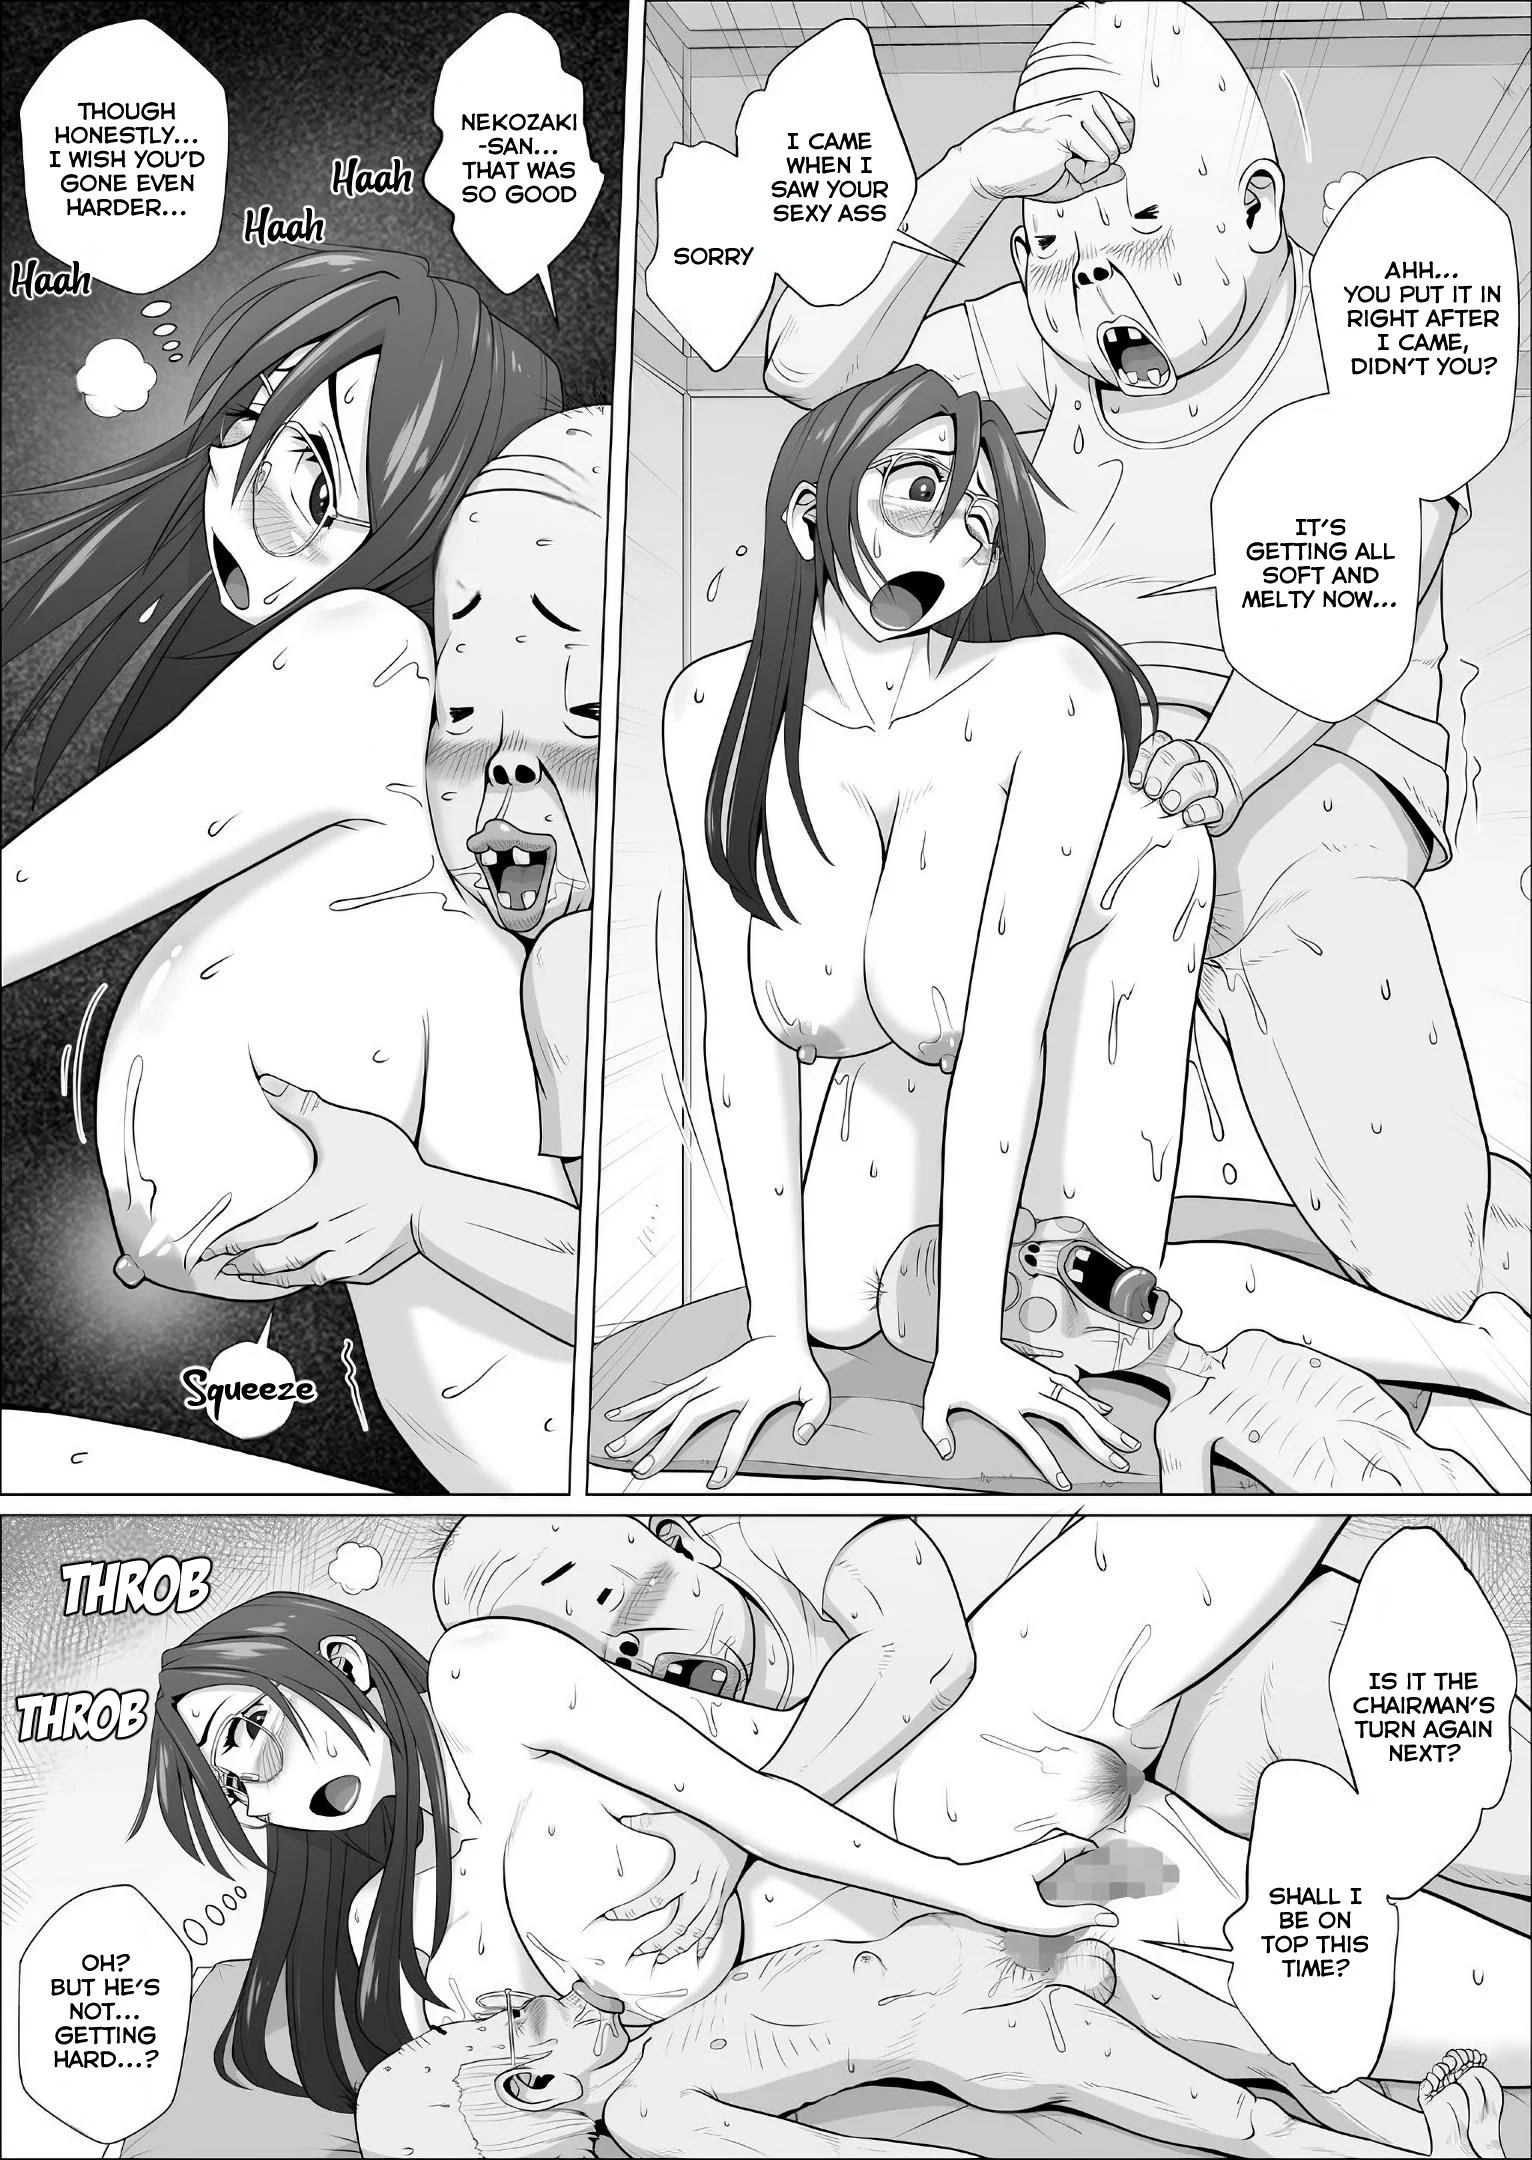 AHH...
YOU PUT IT IN
RIGHT AFTER
I CAME,
DIDN'T YOU?
IT'S
GETTING ALL
SOFT AND
MELTY NOW...
I CAME
WHEN I
SAW YOUR
SEXY ASS
SORRY
NEKOZAKI
-SAN...
THAT WAS
SO GOOD
THOUGH
HONESTLY...
I WISH YOU'D
GONE EVEN
HARDER...
Haah
Haah
Haah
Squeeze
IS IT THE
CHAIRMAN'S
TURN AGAIN
NEXT?
SHALL I
BE ON
TOP THIS
TIME?
THROB
THROB
OH?
BUT HE'S
NOT...
GETTING
HARD...?